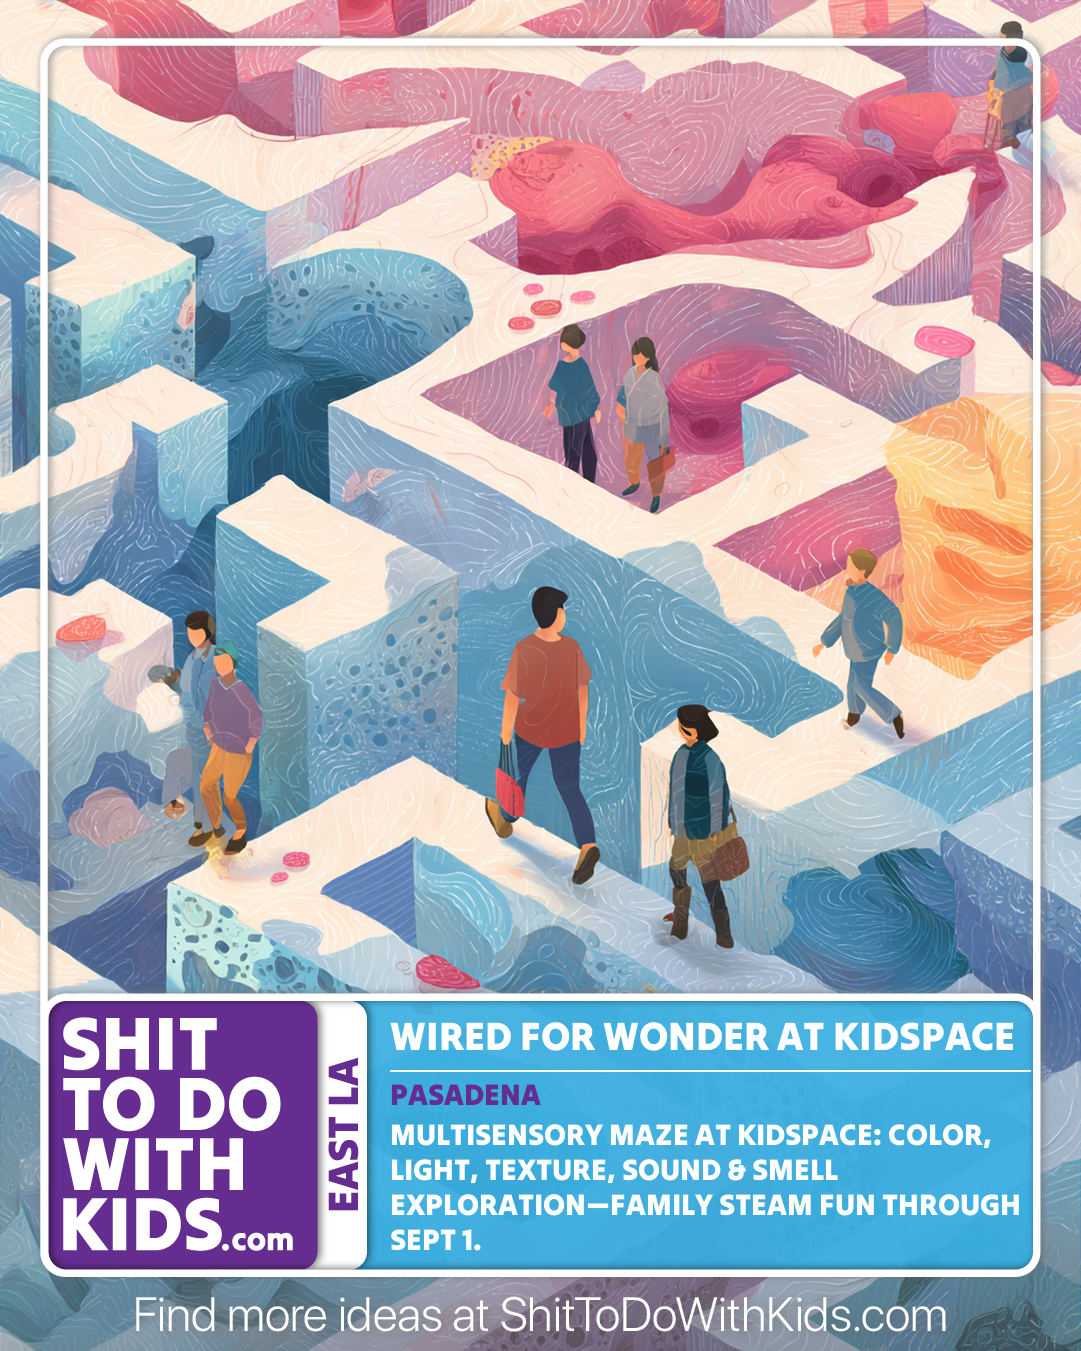 SHIT
TO DO
WITH
KIDS.com
EAST LA
WIRED FOR WONDER AT KIDSPACE
PASADENA
MULTISENSORY MAZE AT KIDSPACE: COLOR,
LIGHT, TEXTURE, SOUND & SMELL
EXPLORATION—FAMILY STEAM FUN THROUGH
SEPT 1.
Find more ideas at ShitToDoWithKids.com